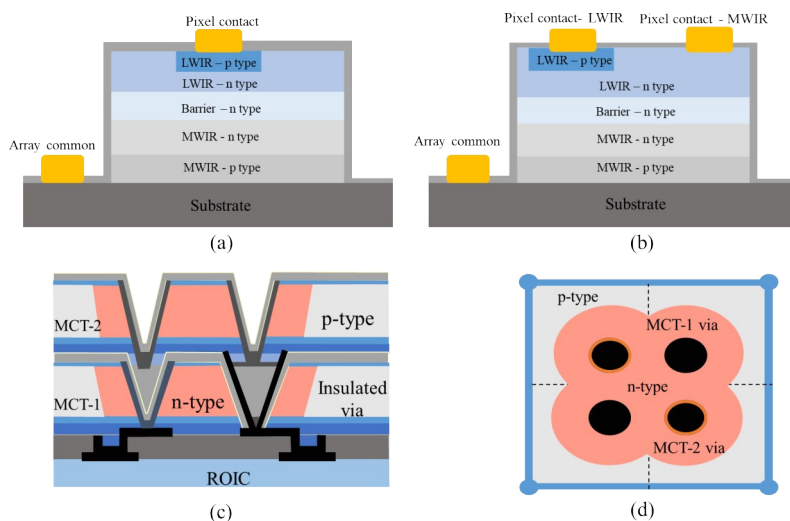 Pixel contact
LWIR – p type
LWIR – n type
Barrier – n type
MWIR - n type
MWIR - p type
Array common
Substrate
(a)
Pixel contact- LWIR
Pixel contact - MWIR
LWIR – p type
LWIR – n type
Barrier – n type
MWIR - n type
MWIR - p type
Array common
Substrate
(b)
MCT-2
p-type
MCT-1
n-type
Insulated
via
ROIC
(c)
p-type
MCT-1 via
n-type
MCT-2 via
(d)